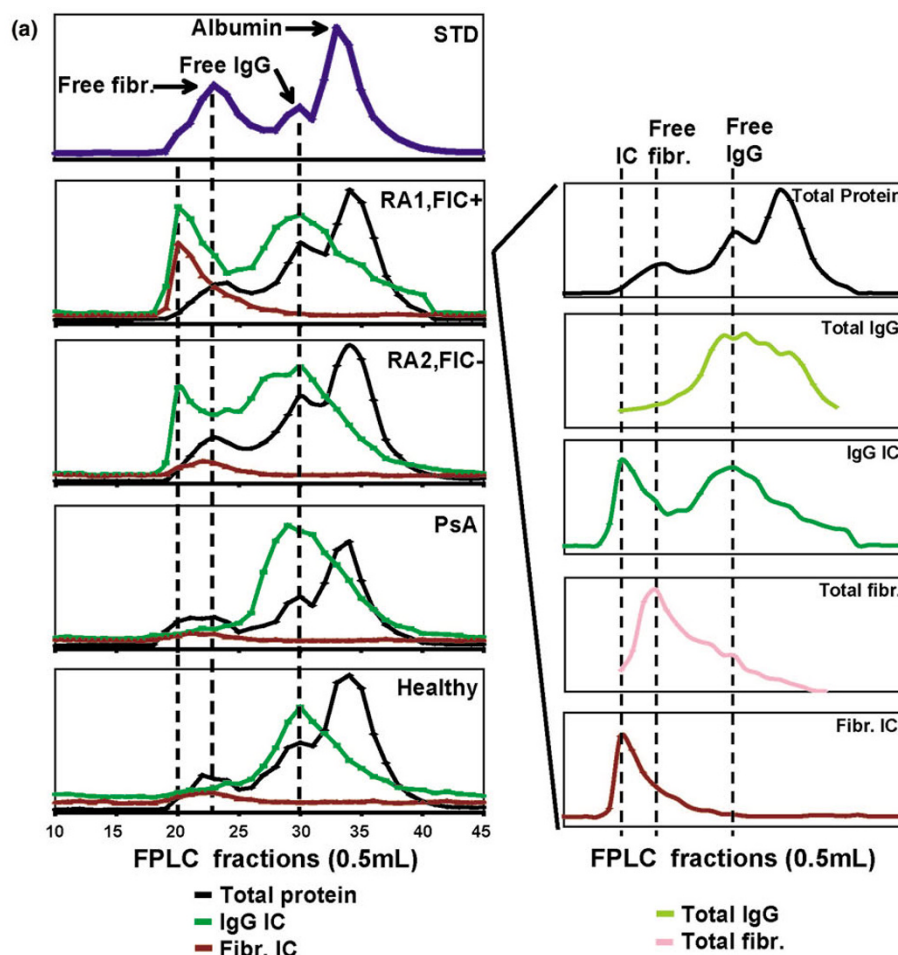 (a)
STD
Albumin
Free IgG
Free fibr.
RA1,FIC+
RA2,FIC-
PsA
Healthy
10 15 20 25 30 35 40 45
FPLC fractions (0.5mL)
Total protein
IgG IC
Fibr. IC
IC
Free
fibr.
Free
IgG
Total Protein
Total IgG
IgG IC
Total fibr.
Fibr. IC
FPLC fractions (0.5mL)
Total IgG
Total fibr.